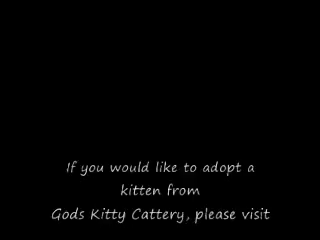 If you would like to adopt a
kitten from
Gods Kitty Cattery, please visit